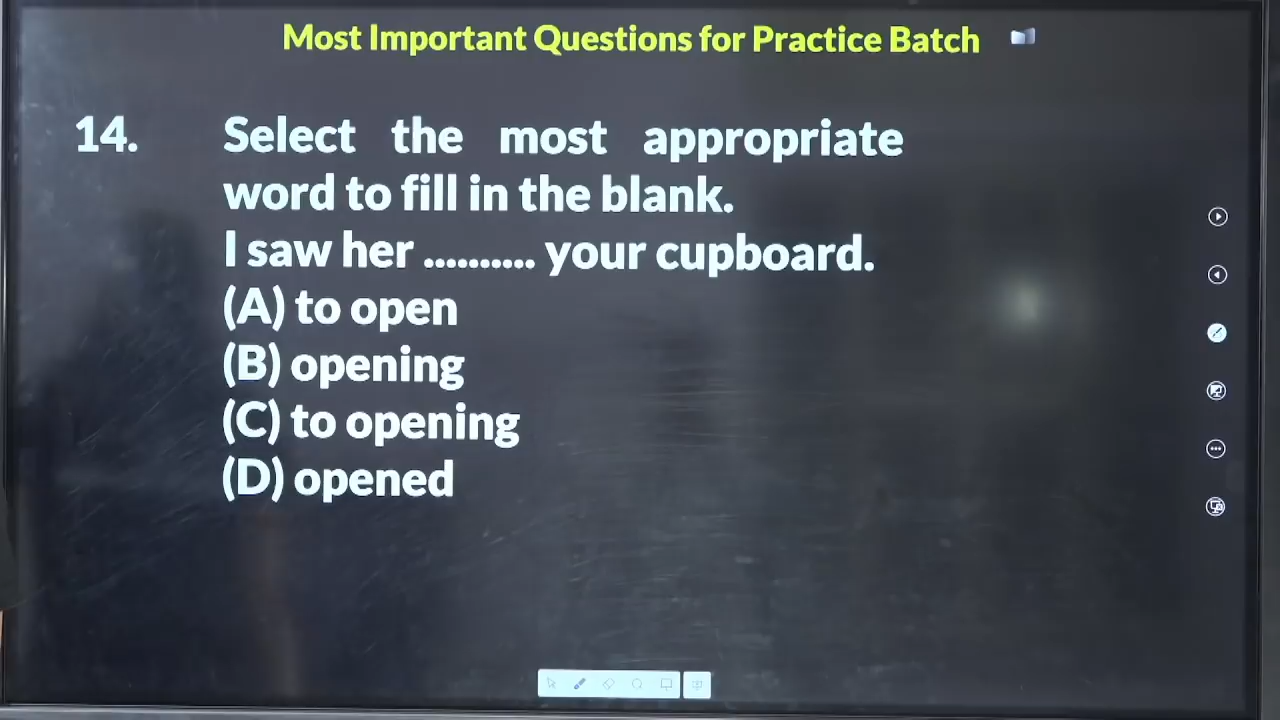 Most Important Questions for Practice Batch
14. Select the most appropriate
word to fill in the blank.
I saw her .......... your cupboard.
(A) to open
(B) opening
(C) to opening
(D) opened